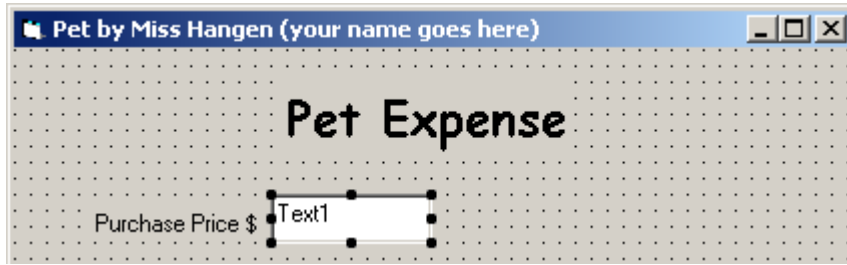 Pet by Miss Hangen (your name goes here)
Pet Expense
Purchase Price $ Text1